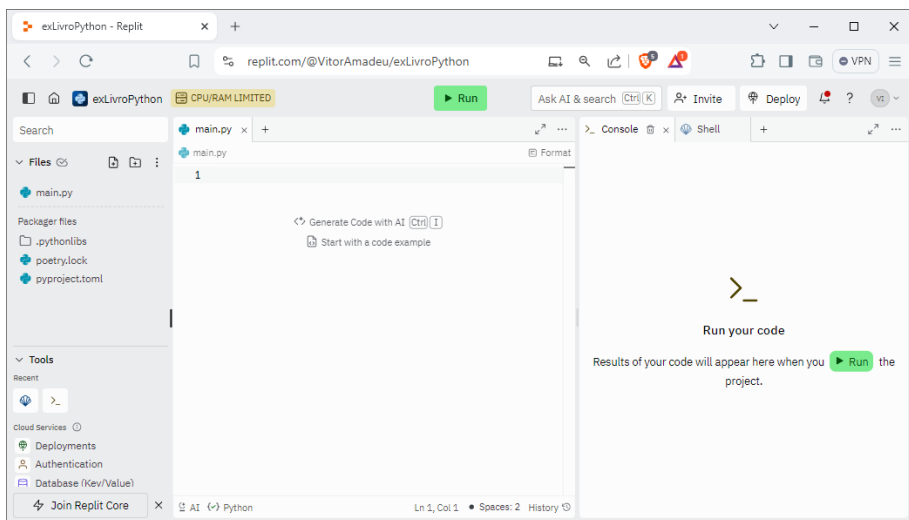 exLivroPython - Replit
replit.com/@VitorAmadeu/exLivroPython
VPN
exLivroPython
CPU/RAM LIMITED
Run
Ask AI & search Ctrl K
Invite
Deploy
?
VI
Search
main.py
Console
Shell
Files
main.py
Format
main.py
1
Packager files
.pythonlibs
poetry.lock
pyproject.toml
Generate Code with AI Ctrl I
Start with a code example
Run your code
Results of your code will appear here when you Run the
project.
Tools
Recent
Cloud Services
Deployments
Authentication
Database (Key/Value)
Join Replit Core
AI
Python
Ln 1, Col 1
Spaces: 2
History